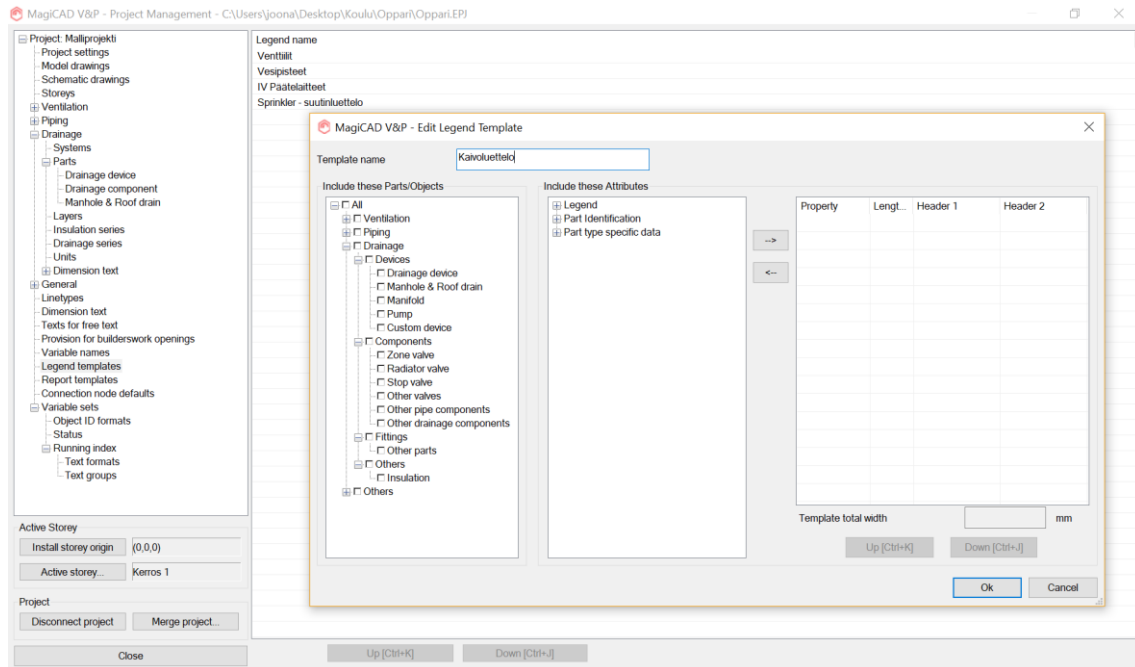 MagiCAD V&P - Project Management - C:\Users\joona\Desktop\Koulu\Oppari\Oppari.EPJ
Project: Malliprojekti
Project settings
Model drawings
Schematic drawings
Storeys
Ventilation
Piping
Drainage
Systems
Parts
Drainage device
Drainage component
Manhole & Roof drain
Layers
Insulation series
Drainage series
Units
Dimension text
General
Linetypes
Dimension text
Texts for free text
Provision for builderswork openings
Variable names
Legend templates
Report templates
Connection node defaults
Variable sets
Object ID formats
Status
Running index
Text formats
Text groups
Active Storey
Install storey origin (0,0,0)
Active storey... Kerros 1
Project
Disconnect project Merge project...
Close
Legend name
Venttiilit
Vesipisteet
IV Päätelaitteet
Sprinkler - suutinluettelo
MagiCAD V&P - Edit Legend Template
Template name Kaivoluettelo
Include these Parts/Objects
All
Ventilation
Piping
Drainage
Devices
Drainage device
Manhole & Roof drain
Manifold
Pump
Custom device
Components
Zone valve
Radiator valve
Stop valve
Other valves
Other pipe components
Other drainage components
Fittings
Other parts
Others
Insulation
Others
Include these Attributes
Legend
Part Identification
Part type specific data
-->
<--
Property Lengt... Header 1 Header 2
Template total width mm
Up [Ctrl+K] Down [Ctrl+J]
Ok Cancel
Up [Ctrl+K] Down [Ctrl+J]